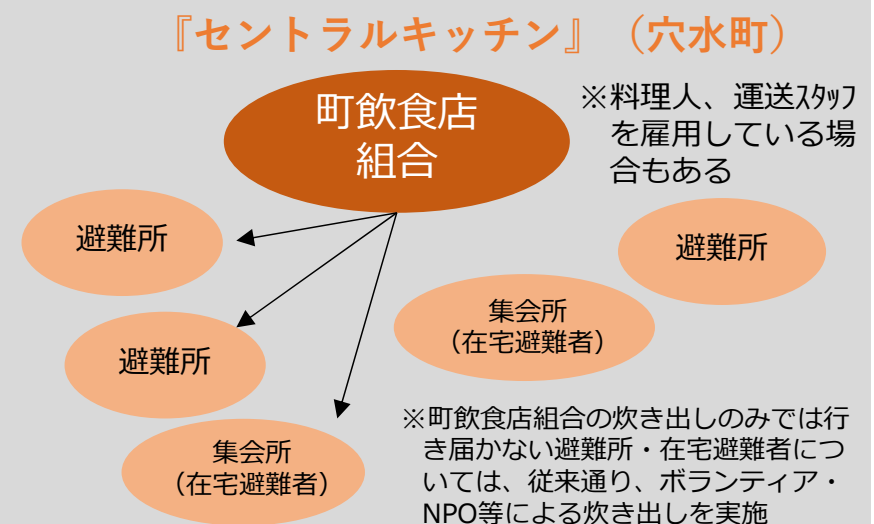 『セントラルキッチン』（穴水町）
町飲食店
組合
※料理人、運送ｽﾀｯﾌ
を雇用している場
合もある
避難所
避難所
集会所
（在宅避難者）
避難所
集会所
（在宅避難者）
※町飲食店組合の炊き出しのみでは行
き届かない避難所・在宅避難者につ
いては、従来通り、ボランティア・
NPO等による炊き出しを実施